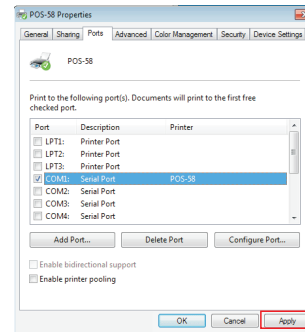 POS-58 Properties
General Sharing Ports Advanced Color Management Security Device Settings
POS-58
Print to the following port(s). Documents will print to the first free
checked port.
Port Description Printer
LPT1: Printer Port
LPT2: Printer Port
LPT3: Printer Port
COM1: Serial Port POS-58
COM2: Serial Port
COM3: Serial Port
COM4: Serial Port
Add Port... Delete Port Configure Port...
Enable bidirectional support
Enable printer pooling
OK Cancel Apply